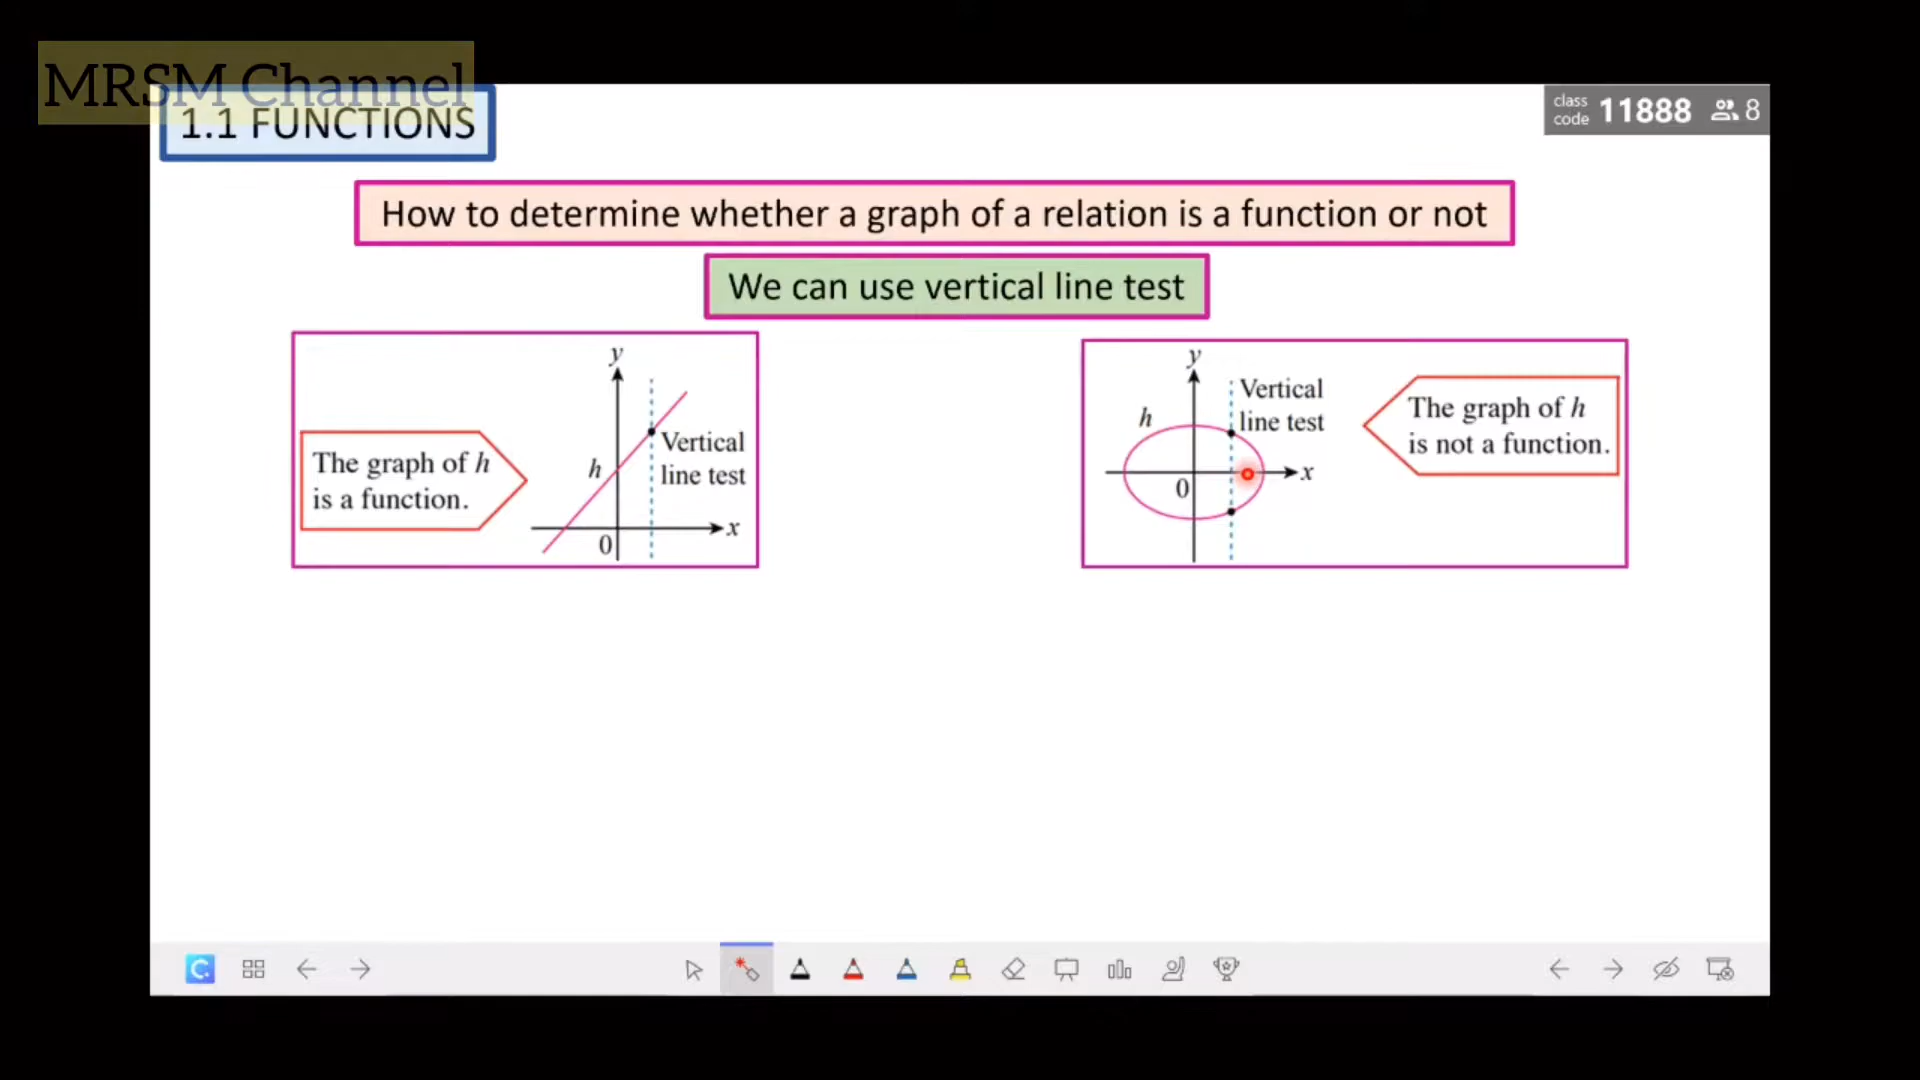 MRSM Channel
1.1 FUNCTIONS
class
code 11888 8
How to determine whether a graph of a relation is a function or not
We can use vertical line test
The graph of h
is a function.
y
h
Vertical
line test
x
0
y
h
Vertical
line test
x
0
The graph of h
is not a function.